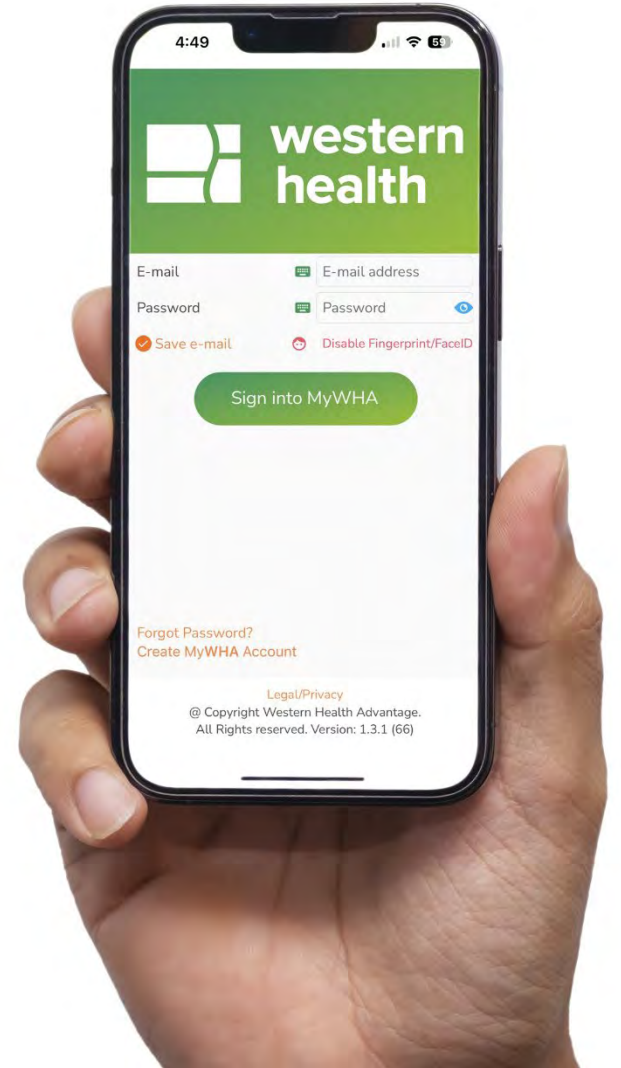 4:49
59
western
health
E-mail
E-mail address
Password
Password
Save e-mail
Disable Fingerprint/FaceID
Sign into MyWHA
Forgot Password?
Create MyWHA Account
Legal/Privacy
@ Copyright Western Health Advantage.
All Rights reserved. Version: 1.3.1 (66)